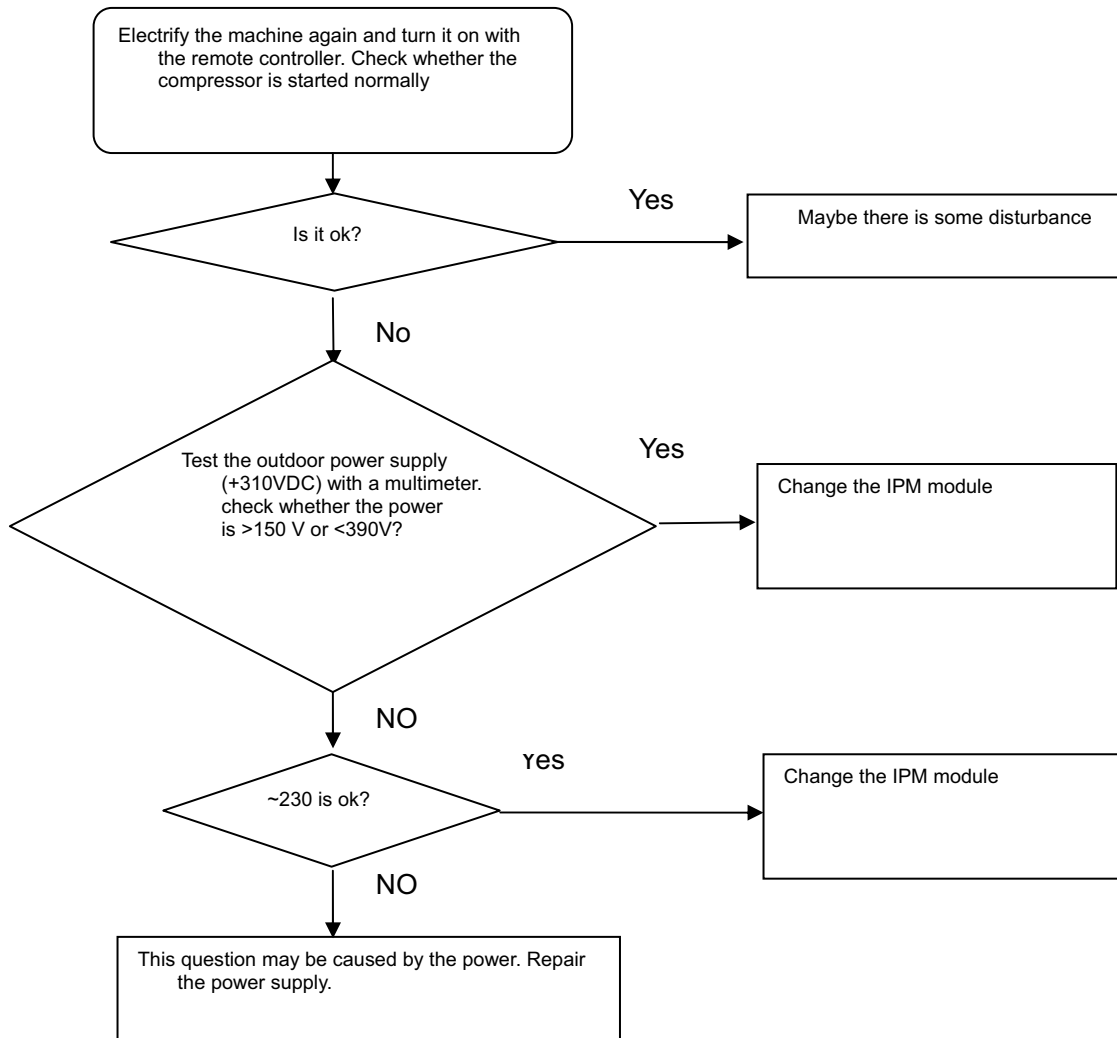 Electrify the machine again and turn it on with
the remote controller. Check whether the
compressor is started normally
Yes
Is it ok?
Maybe there is some disturbance
No
Yes
Test the outdoor power supply
(+310VDC) with a multimeter.
check whether the power
is >150 V or <390V?
Change the IPM module
NO
Yes
~230 is ok?
Change the IPM module
NO
This question may be caused by the power. Repair
the power supply.